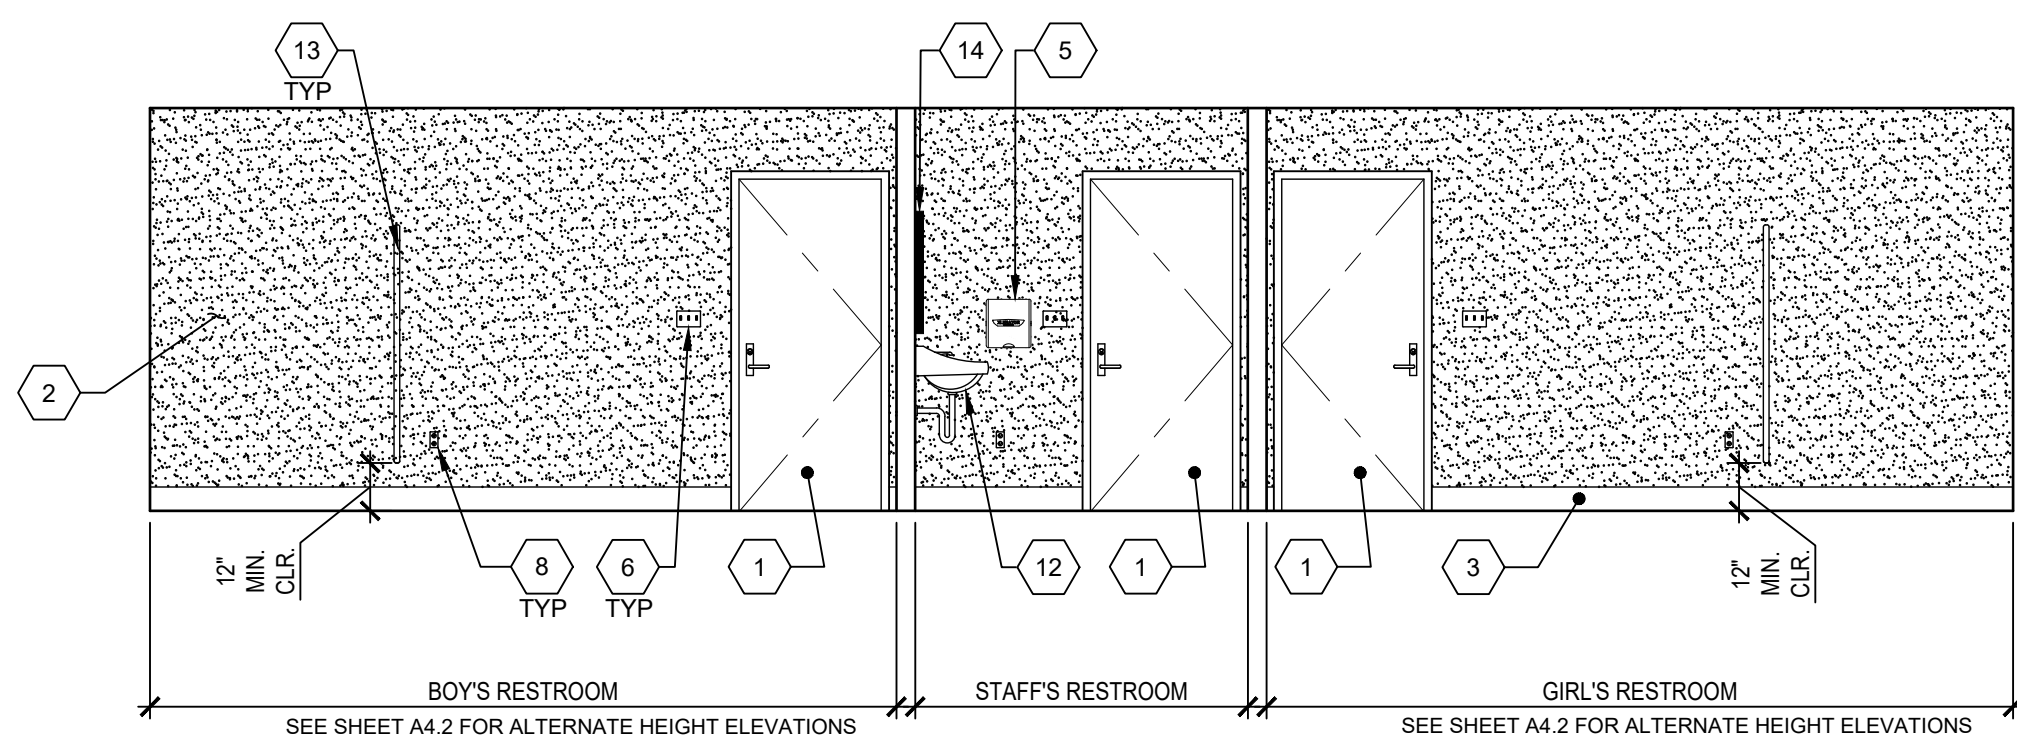 13
TYP
14
5
2
12"
MIN.
CLR.
8
TYP
6
TYP
1
12
1
1
3
12"
MIN.
CLR.
BOY'S RESTROOM
STAFF'S RESTROOM
GIRL'S RESTROOM
SEE SHEET A4.2 FOR ALTERNATE HEIGHT ELEVATIONS
SEE SHEET A4.2 FOR ALTERNATE HEIGHT ELEVATIONS